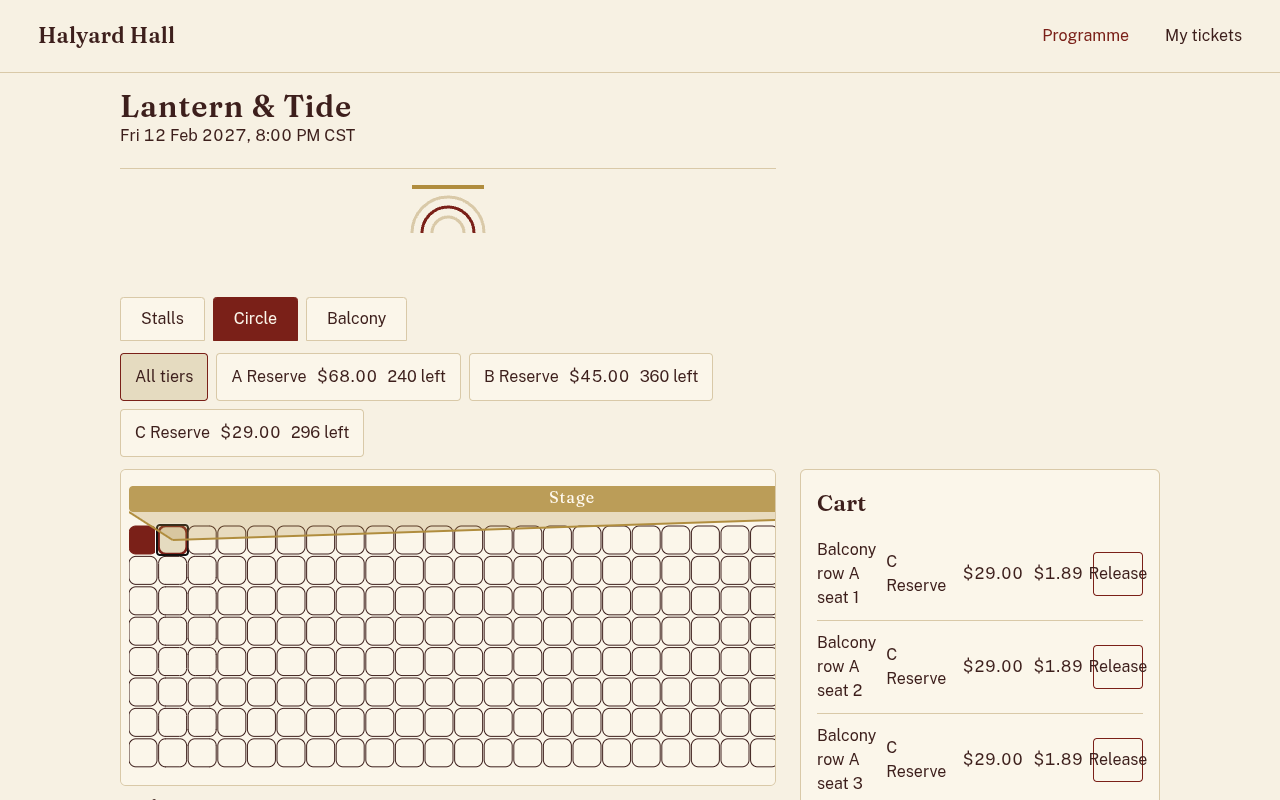 Halyard Hall
Programme
My tickets
Lantern & Tide
Fri 12 Feb 2027, 8:00 PM CST
Stalls
Circle
Balcony
All tiers
A Reserve $68.00 240 left
B Reserve $45.00 360 left
C Reserve $29.00 296 left
Stage
Cart
Balcony
row A
seat 1
C
Reserve
$29.00
$1.89
Release
Balcony
row A
seat 2
C
Reserve
$29.00
$1.89
Release
Balcony
row A
seat 3
C
Reserve
$29.00
$1.89
Release